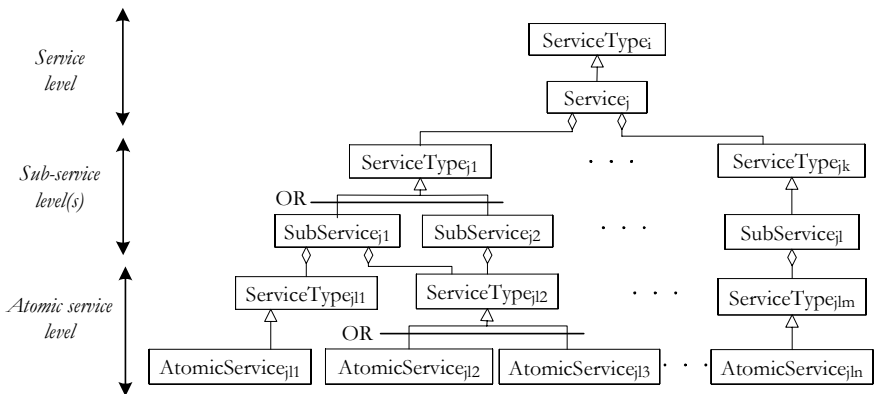 Service
level
ServiceTypei
Servicej
Sub-service
level(s)
ServiceTypej1
. . .
ServiceTypejk
OR
SubServicej1
SubServicej2
. . .
SubServicejl
Atomic service
level
ServiceTypejl1
ServiceTypejl2
. . .
ServiceTypejlm
OR
AtomicServicejl1
AtomicServicejl2
AtomicServicejl3
. . .
AtomicServicejln